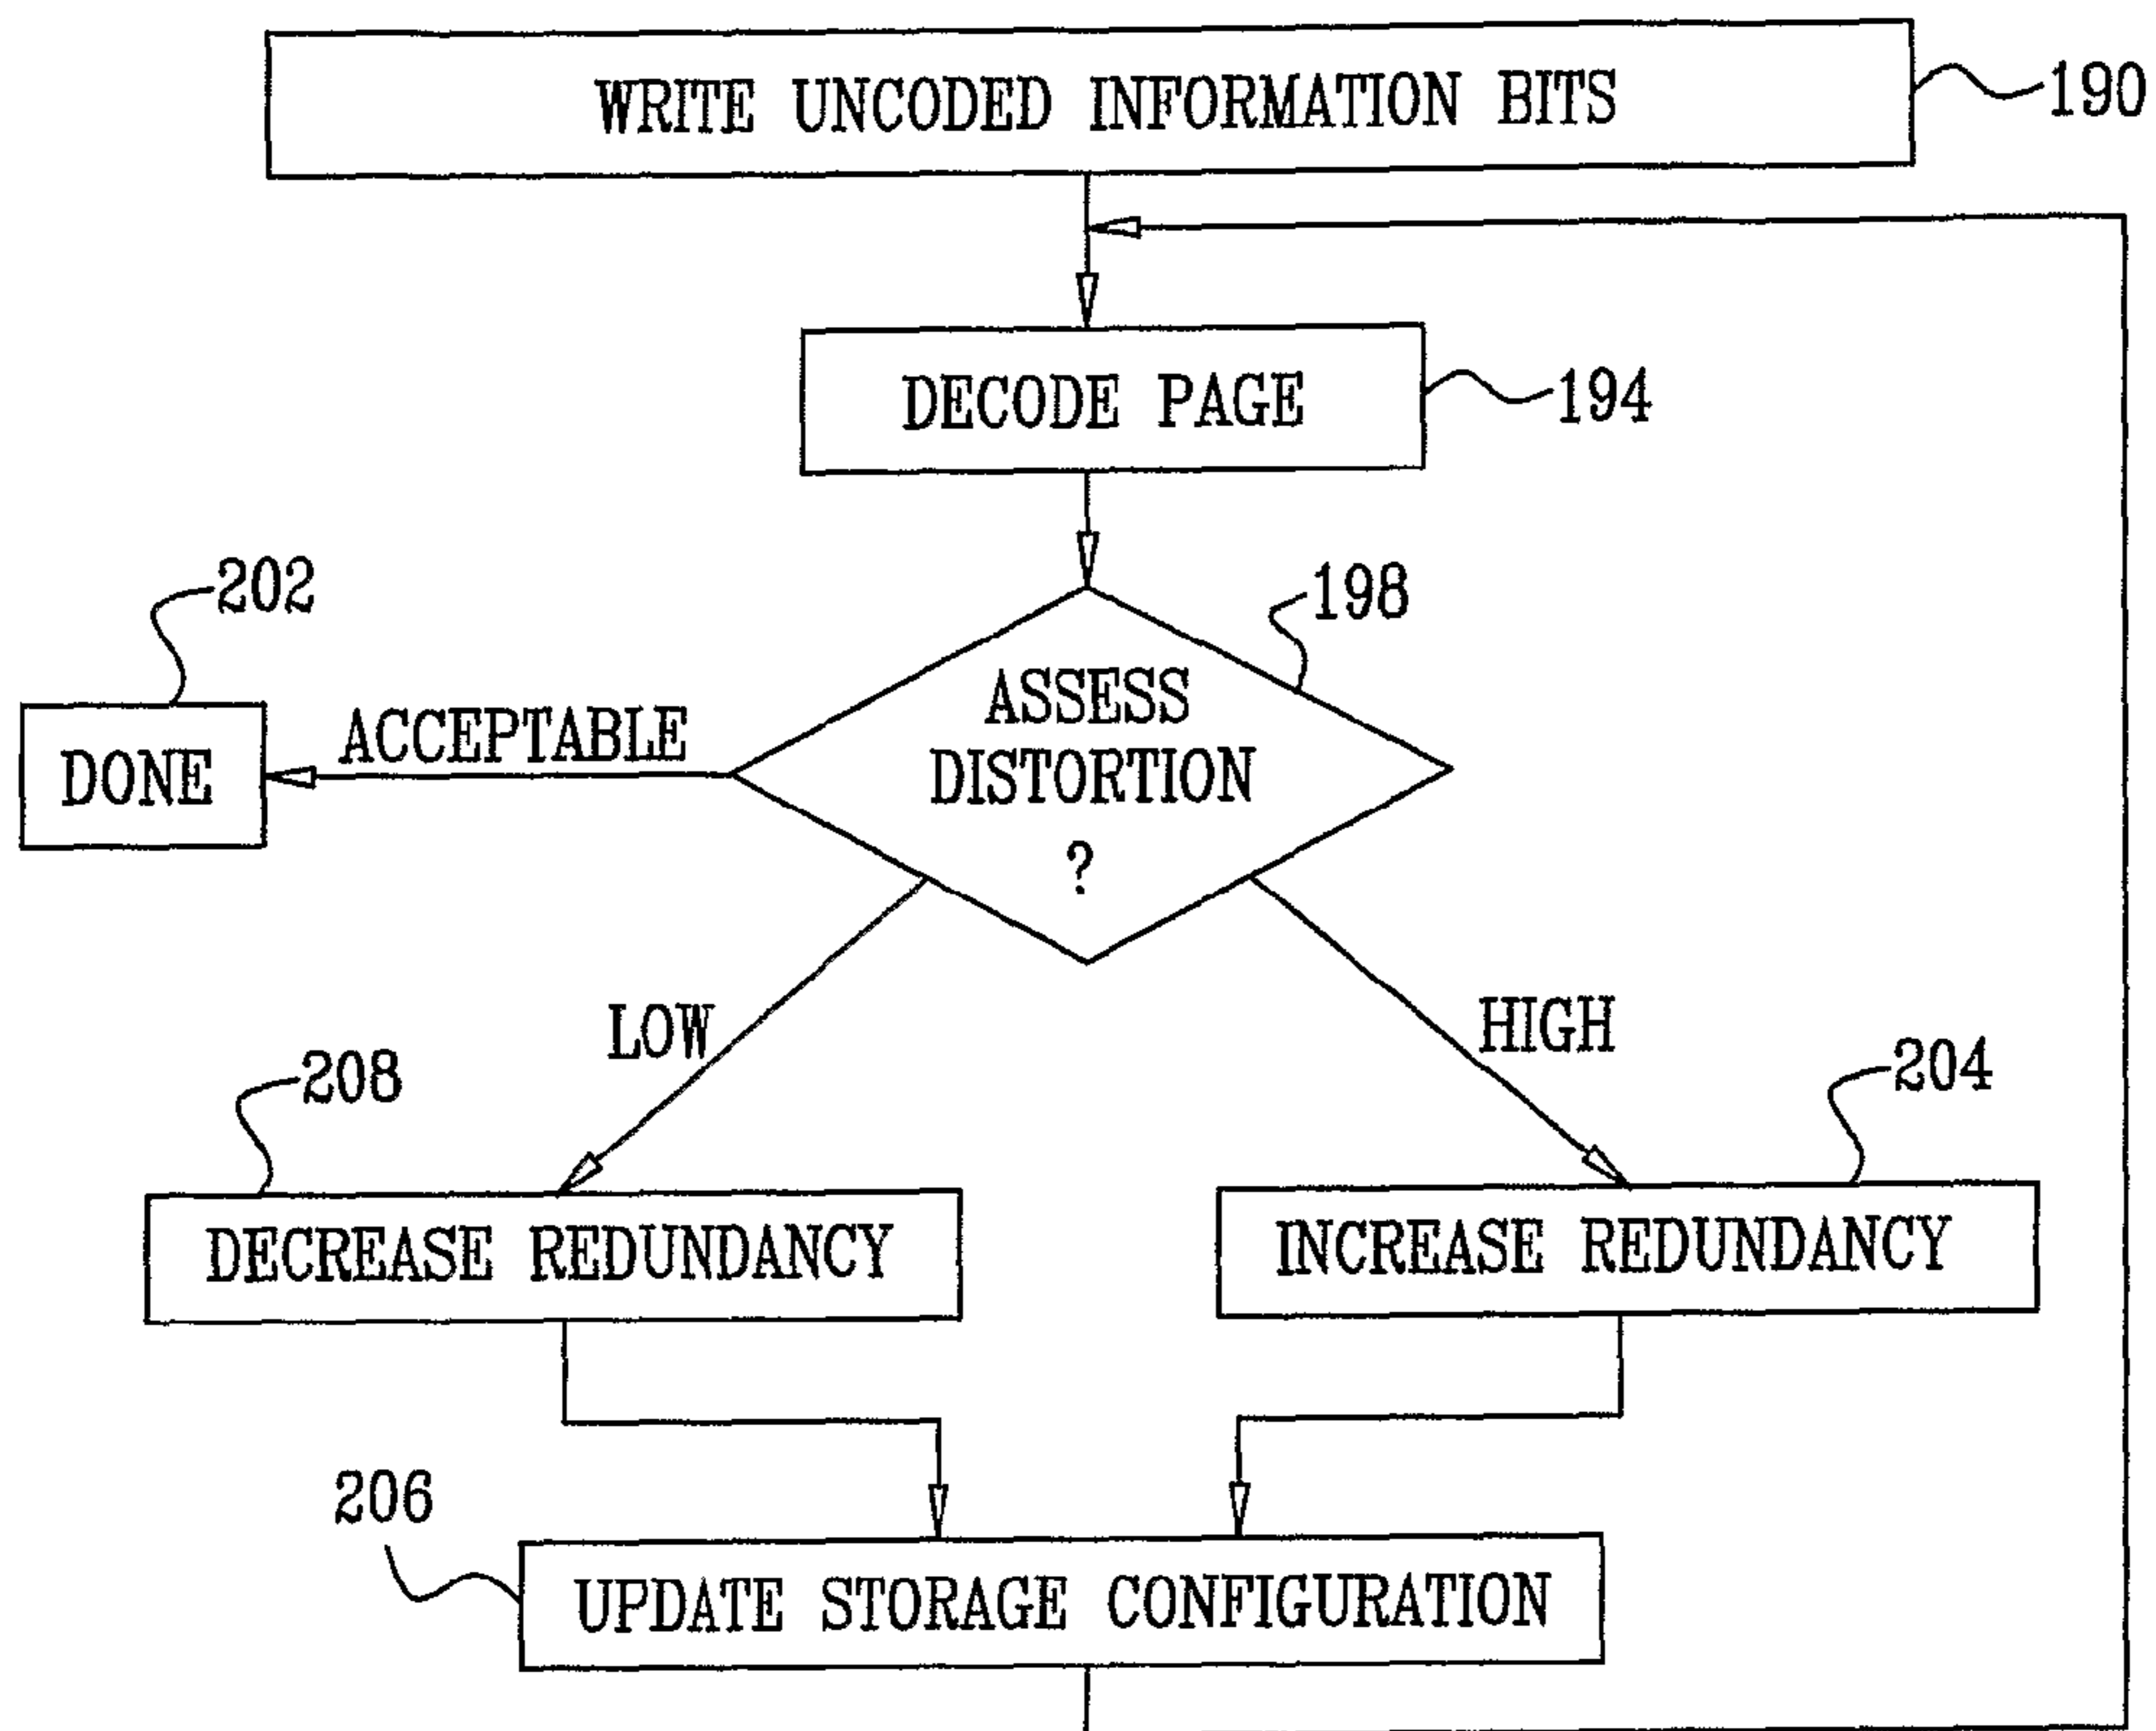 WRITE UNCODED INFORMATION BITS
190
DECODE PAGE
194
202
198
ASSESS
DISTORTION
?
ACCEPTABLE
DONE
LOW
HIGH
208
204
DECREASE REDUNDANCY
INCREASE REDUNDANCY
206
UPDATE STORAGE CONFIGURATION